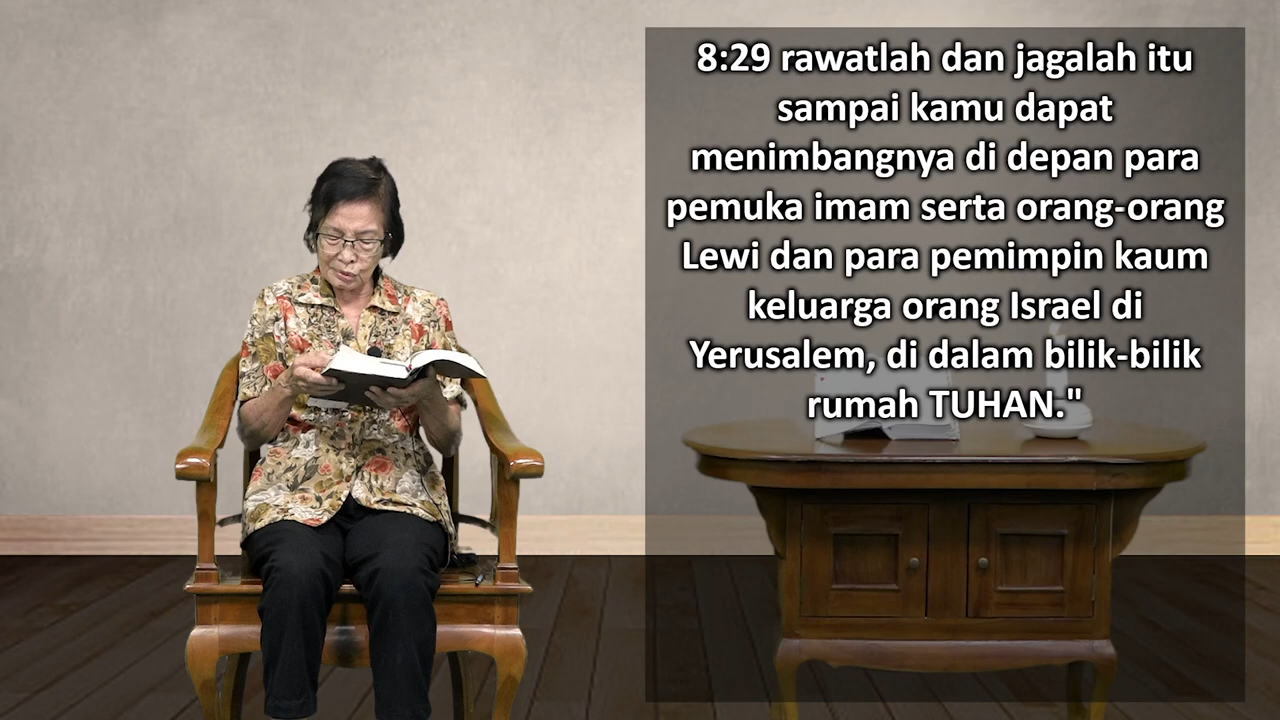 8:29 rawatlah dan jagalah itu
sampai kamu dapat
menimbangnya di depan para
pemuka imam serta orang-orang
Lewi dan para pemimpin kaum
keluarga orang Israel di
Yerusalem, di dalam bilik-bilik
rumah TUHAN."